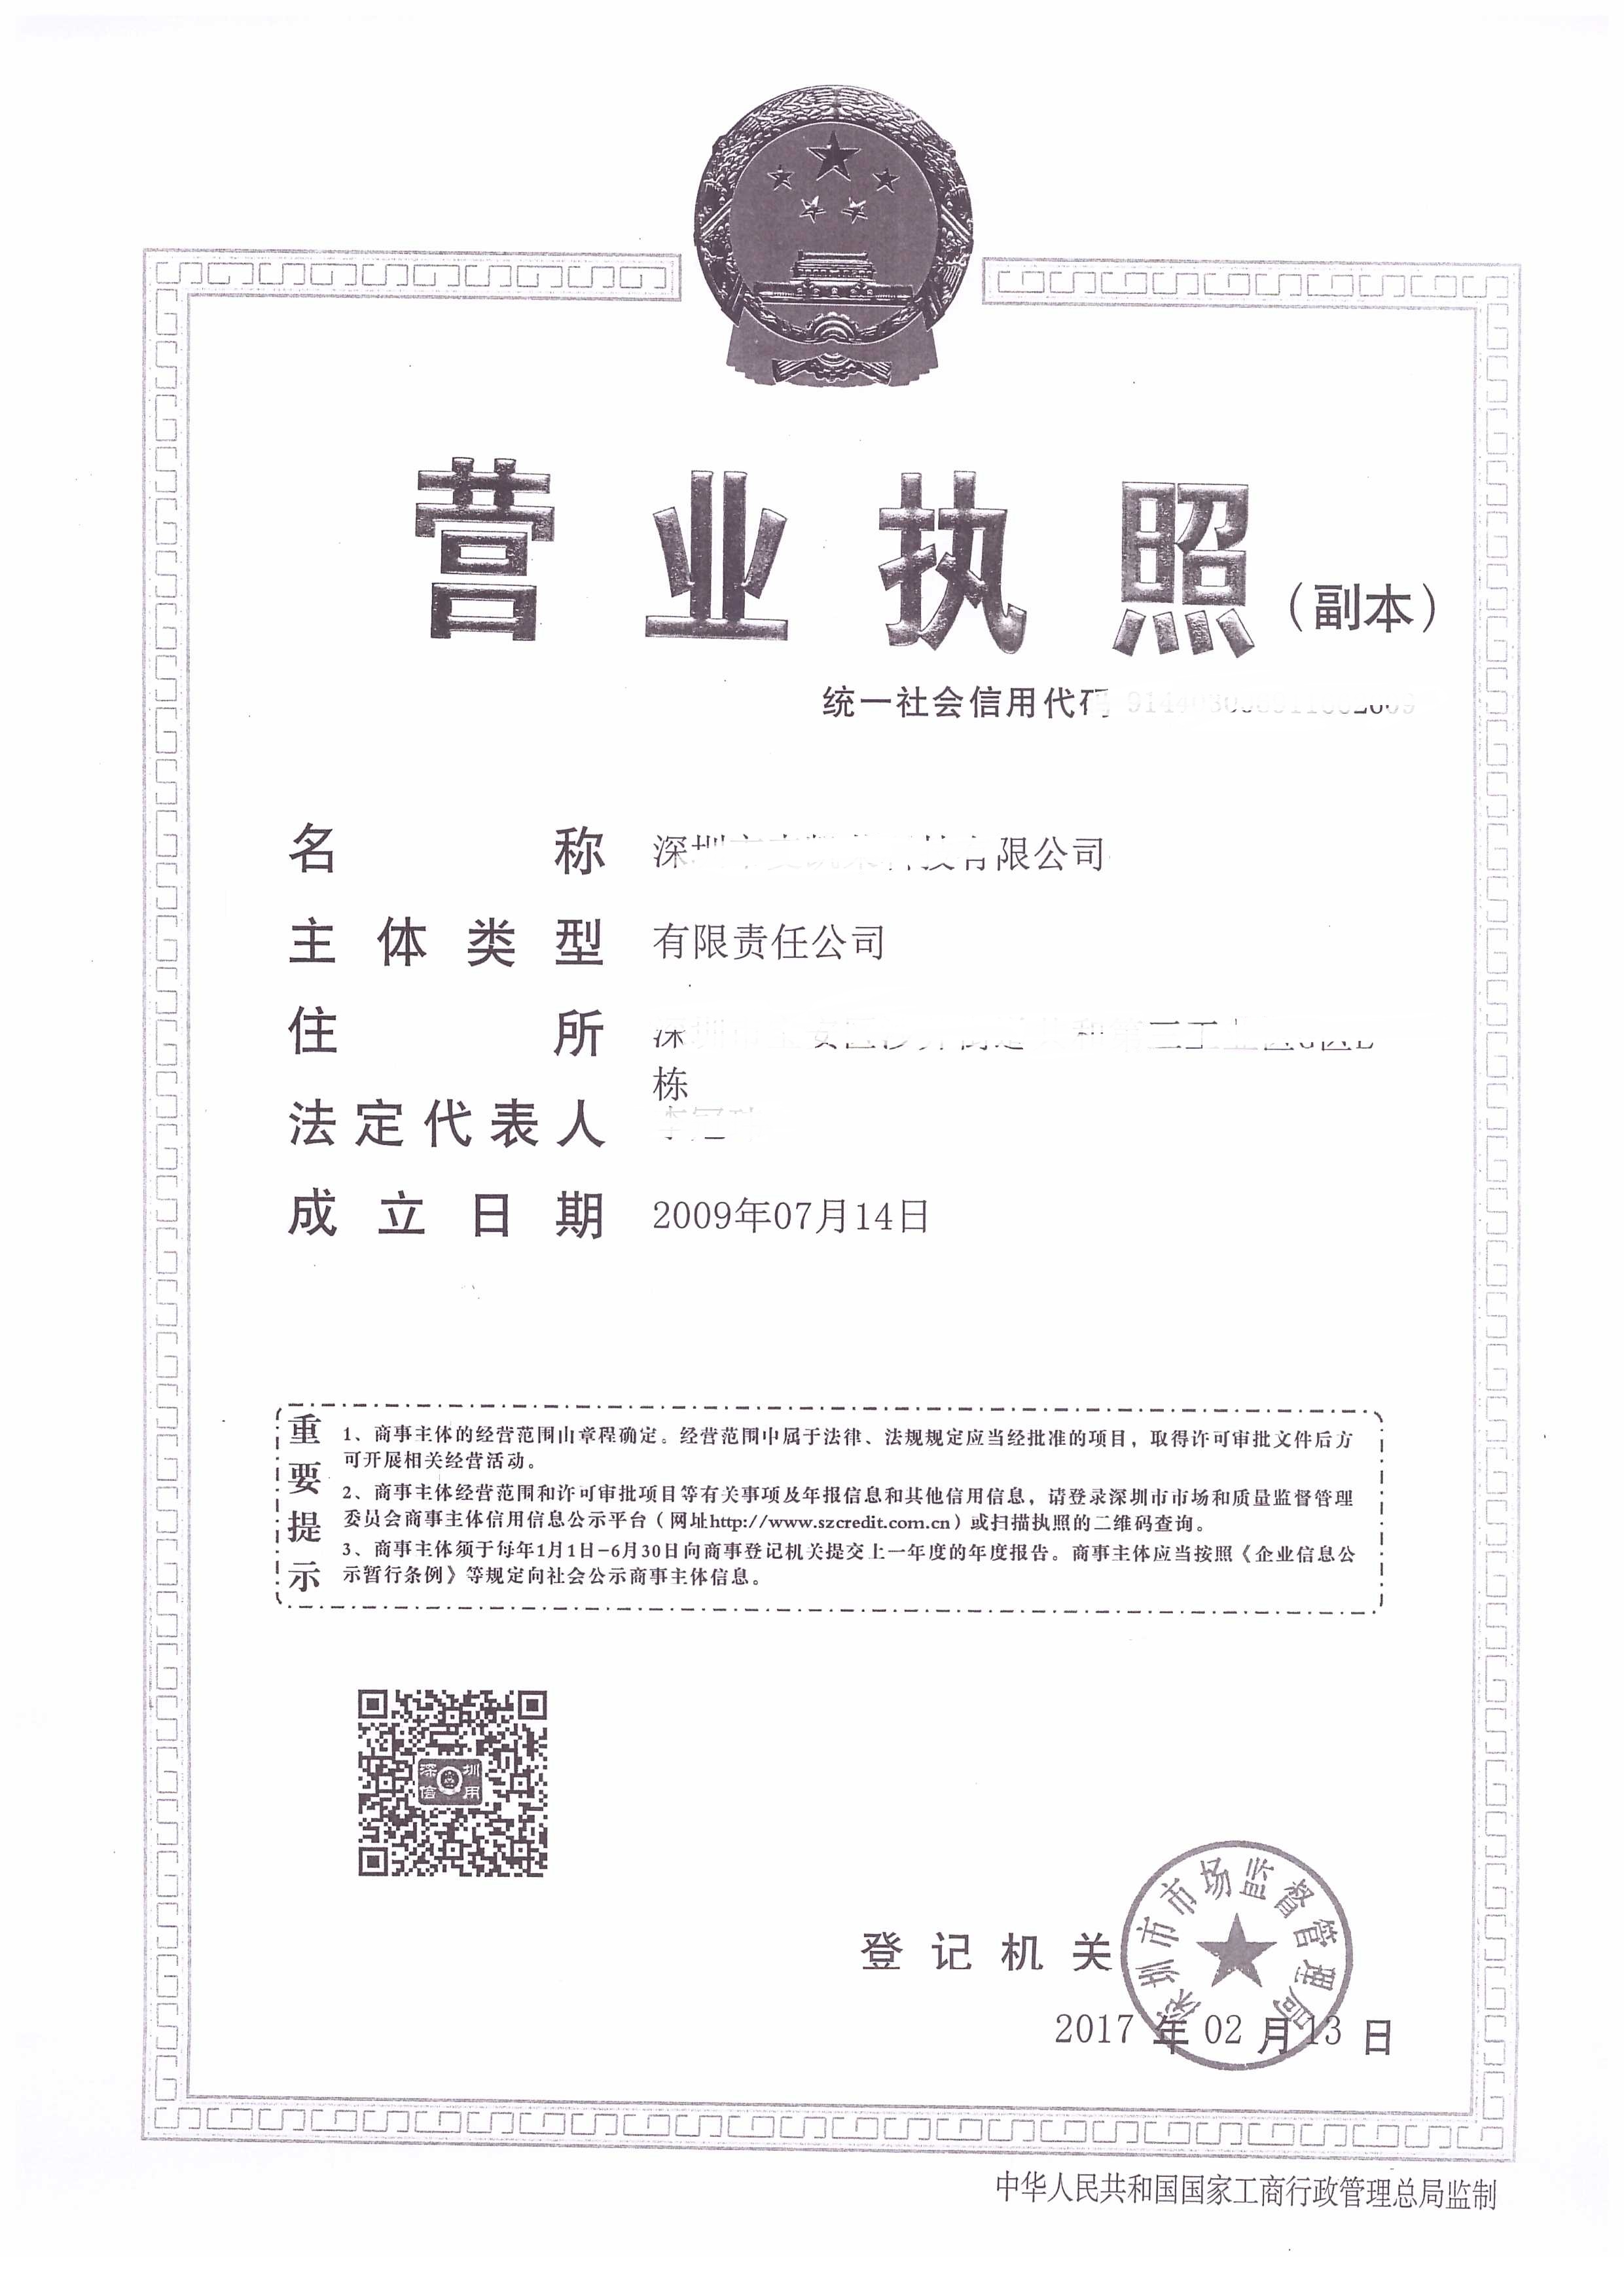 营业执照（副本）
统一社会信用代码
名称 深圳 有限公司
主体类型 有限责任公司
住所 深
栋
法定代表人
成立日期 2009年07月14日
重要提示
1、商事主体的经营范围由章程确定。经营范围中属于法律、法规规定应当经批准的项目，取得许可审批文件后方
可开展相关经营活动。
2、商事主体经营范围和许可审批项目等有关事项及年报信息和其他信用信息，请登录深圳市市场和质量监督管理
委员会商事主体信用信息公示平台（网址http://www.szcredit.com.cn）或扫描执照的二维码查询。
3、商事主体须于每年1月1日-6月30日向商事登记机关提交上一年度的年度报告。商事主体应当按照《企业信息公
示暂行条例》等规定向社会公示商事主体信息。
深圳
信用
深圳市市场监督管理局
登记机关
2017 年 02 月 13 日
中华人民共和国国家工商行政管理总局监制